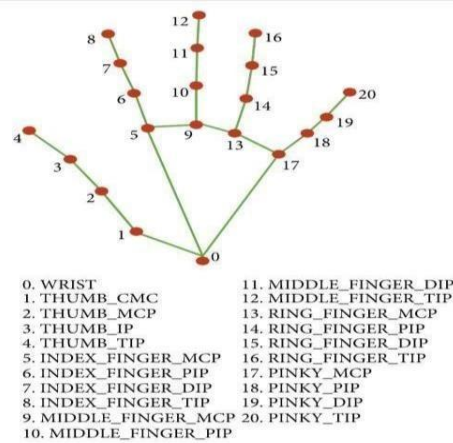 12
8
16
11
7
15
6
10
14
20
5
9
13
19
4
18
3
17
2
1
0
0. WRIST
1. THUMB_CMC
2. THUMB_MCP
3. THUMB_IP
4. THUMB_TIP
5. INDEX_FINGER_MCP
6. INDEX_FINGER_PIP
7. INDEX_FINGER_DIP
8. INDEX_FINGER_TIP
9. MIDDLE_FINGER_MCP
10. MIDDLE_FINGER_PIP
11. MIDDLE_FINGER_DIP
12. MIDDLE_FINGER_TIP
13. RING_FINGER_MCP
14. RING_FINGER_PIP
15. RING_FINGER_DIP
16. RING_FINGER_TIP
17. PINKY_MCP
18. PINKY_PIP
19. PINKY_DIP
20. PINKY_TIP